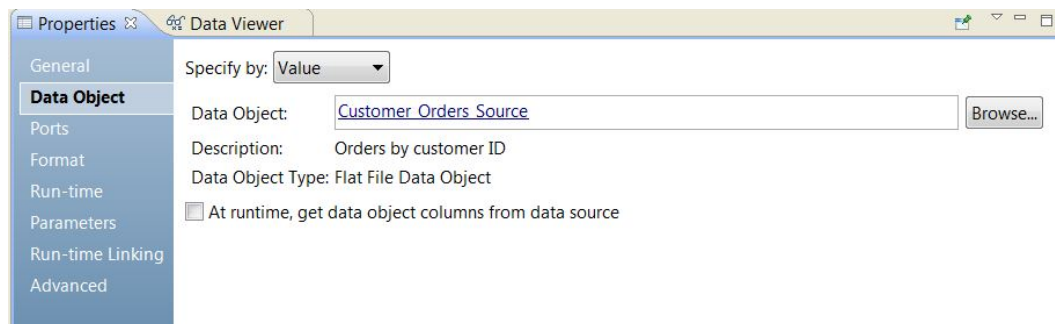 Properties Data Viewer
General
Data Object
Ports
Format
Run-time
Parameters
Run-time Linking
Advanced
Specify by: Value
Data Object: Customer_Orders_Source Browse...
Description: Orders by customer ID
Data Object Type: Flat File Data Object
At runtime, get data object columns from data source